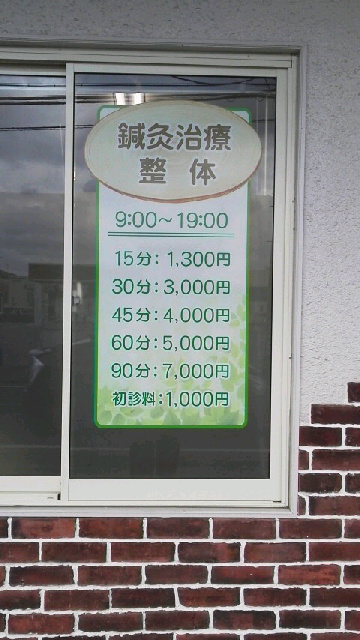 鍼灸治療
整 体
9:00～19:00
15分：1,300円
30分：3,000円
45分：4,000円
60分：5,000円
90分：7,000円
初診料：1,000円